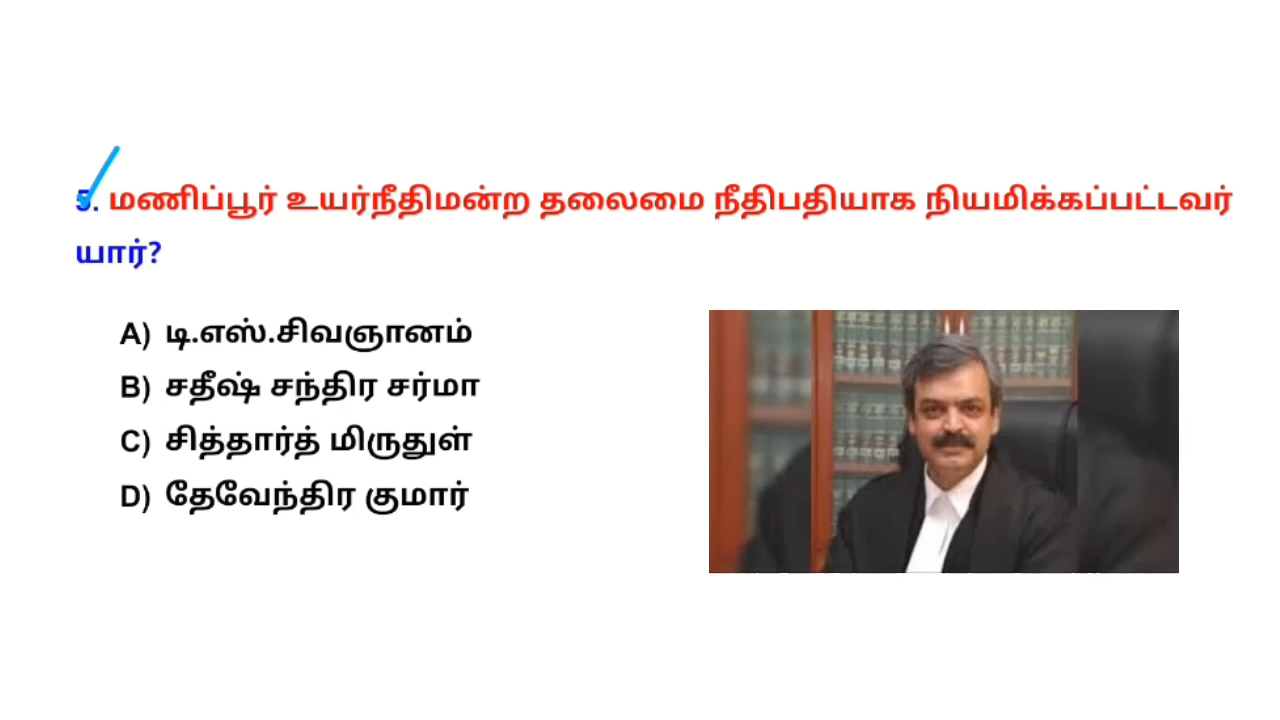 5. மணிப்பூர் உயர்நீதிமன்ற தலைமை நீதிபதியாக நியமிக்கப்பட்டவர்
யார்?
A) டி.எஸ்.சிவஞானம்
B) சதீஷ் சந்திர சர்மா
C) சித்தார்த் மிருதுள்
D) தேவேந்திர குமார்